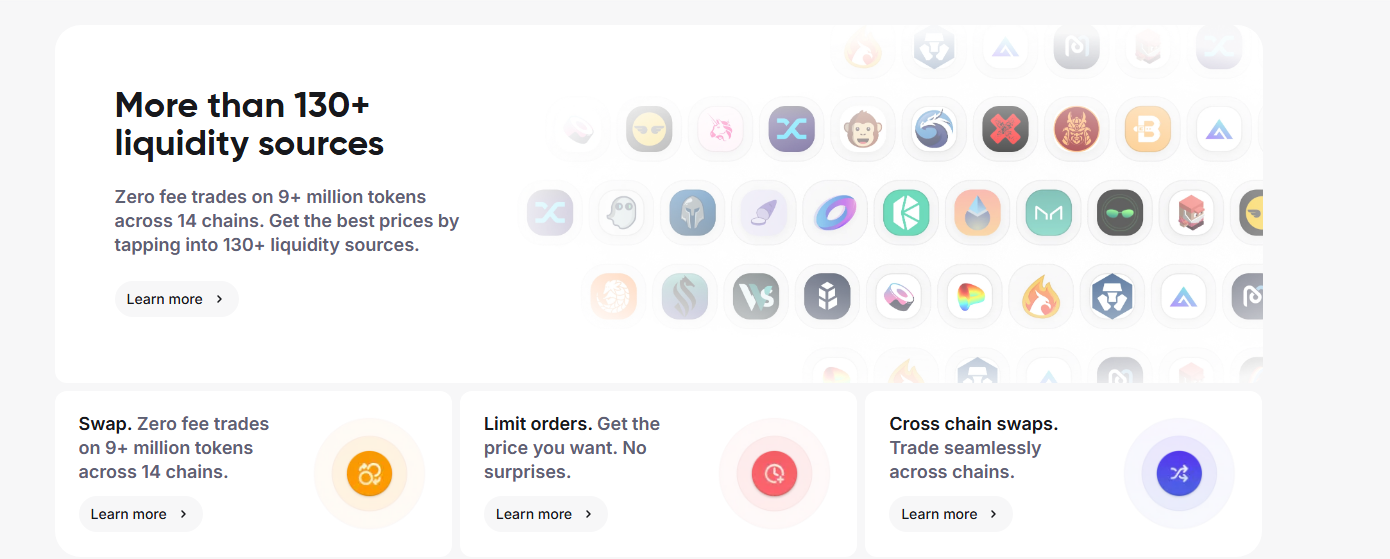 More than 130+
liquidity sources
Zero fee trades on 9+ million tokens
across 14 chains. Get the best prices by
tapping into 130+ liquidity sources.
Learn more
Swap. Zero fee trades
on 9+ million tokens
across 14 chains.
Learn more
Limit orders. Get the
price you want. No
surprises.
Learn more
Cross chain swaps.
Trade seamlessly
across chains.
Learn more